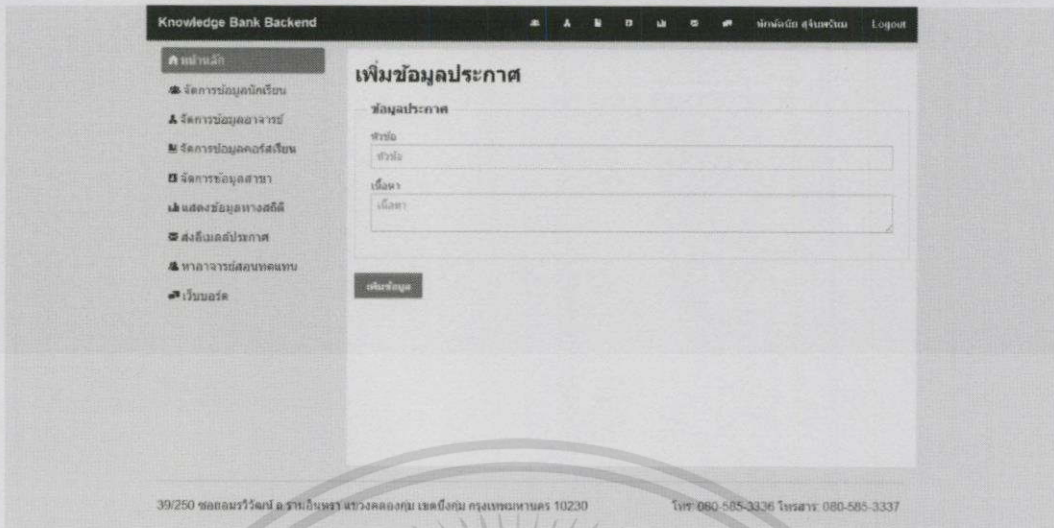 Knowledge Bank Backend Logout
หน้าหลัก
จัดการข้อมูลนักเรียน
จัดการข้อมูลอาจารย์
จัดการข้อมูลคอร์สเรียน
จัดการข้อมูลสาขา
แสดงข้อมูลทางสถิติ
ส่งอีเมลล์ประกาศ
หาอาจารย์สอนทดแทน
เว็บบอร์ด
เพิ่มข้อมูลประกาศ
ข้อมูลประกาศ
หัวข้อ
หัวข้อ
เนื้อหา
เนื้อหา
เพิ่มข้อมูล
39/250 ซอยอมรวิวัฒน์ ถ.รามอินทรา แขวงคลองกุ่ม เขตบึงกุ่ม กรุงเทพมหานคร 10230
โทร: 080-585-3336 โทรสาร: 080-585-3337